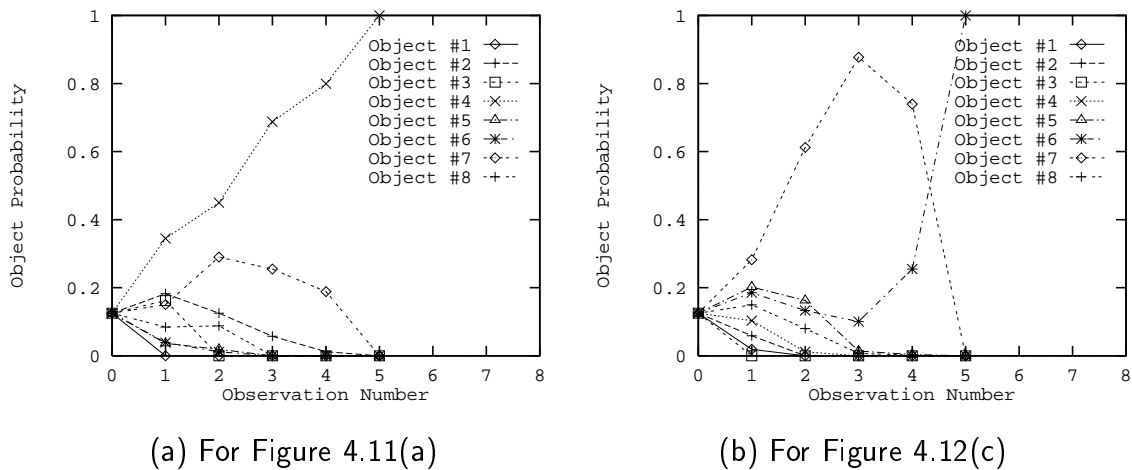 1
0.8
0.6
0.4
0.2
0
0 1 2 3 4 5 6 7 8
Object Probability
Observation Number
Object #1
Object #2
Object #3
Object #4
Object #5
Object #6
Object #7
Object #8
(a) For Figure 4.11(a)
1
0.8
0.6
0.4
0.2
0
0 1 2 3 4 5 6 7 8
Object Probability
Observation Number
Object #1
Object #2
Object #3
Object #4
Object #5
Object #6
Object #7
Object #8
(b) For Figure 4.12(c)